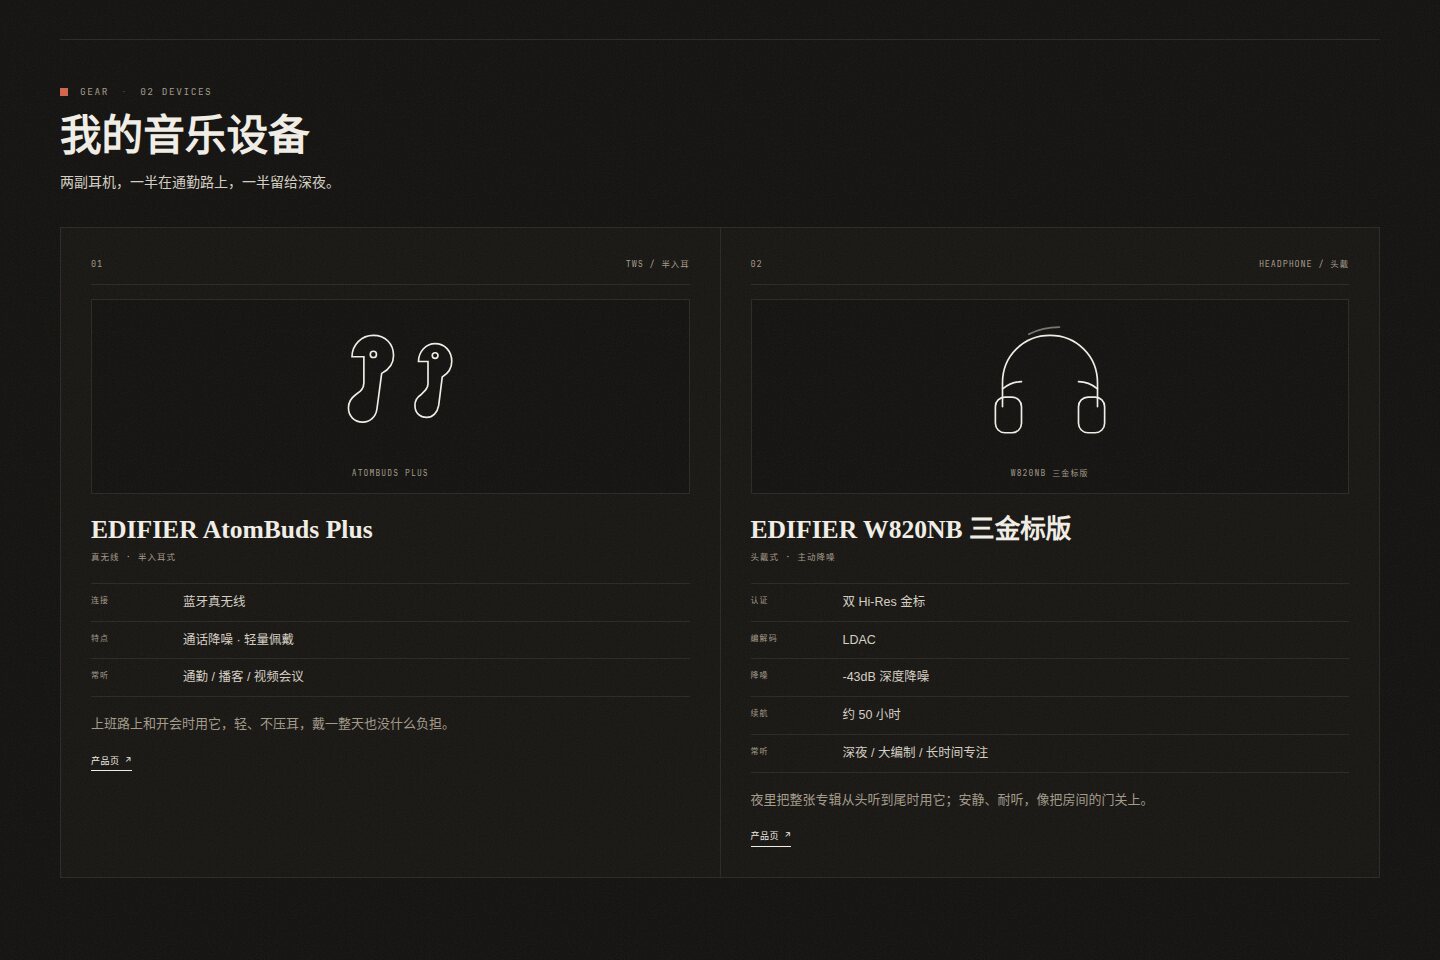 GEAR · 02 DEVICES
我的音乐设备
两副耳机，一半在通勤路上，一半留给深夜。
01 TWS / 半入耳
ATOMBUDS PLUS
EDIFIER AtomBuds Plus
真无线 · 半入耳式
连接 蓝牙真无线
特点 通话降噪 · 轻量佩戴
常听 通勤 / 播客 / 视频会议
上班路上和开会时用它，轻、不压耳，戴一整天也没什么负担。
产品页 ↗
02 HEADPHONE / 头戴
W820NB 三金标版
EDIFIER W820NB 三金标版
头戴式 · 主动降噪
认证 双 Hi-Res 金标
编解码 LDAC
降噪 -43dB 深度降噪
续航 约 50 小时
常听 深夜 / 大编制 / 长时间专注
夜里把整张专辑从头听到尾时用它；安静、耐听，像把房间的门关上。
产品页 ↗